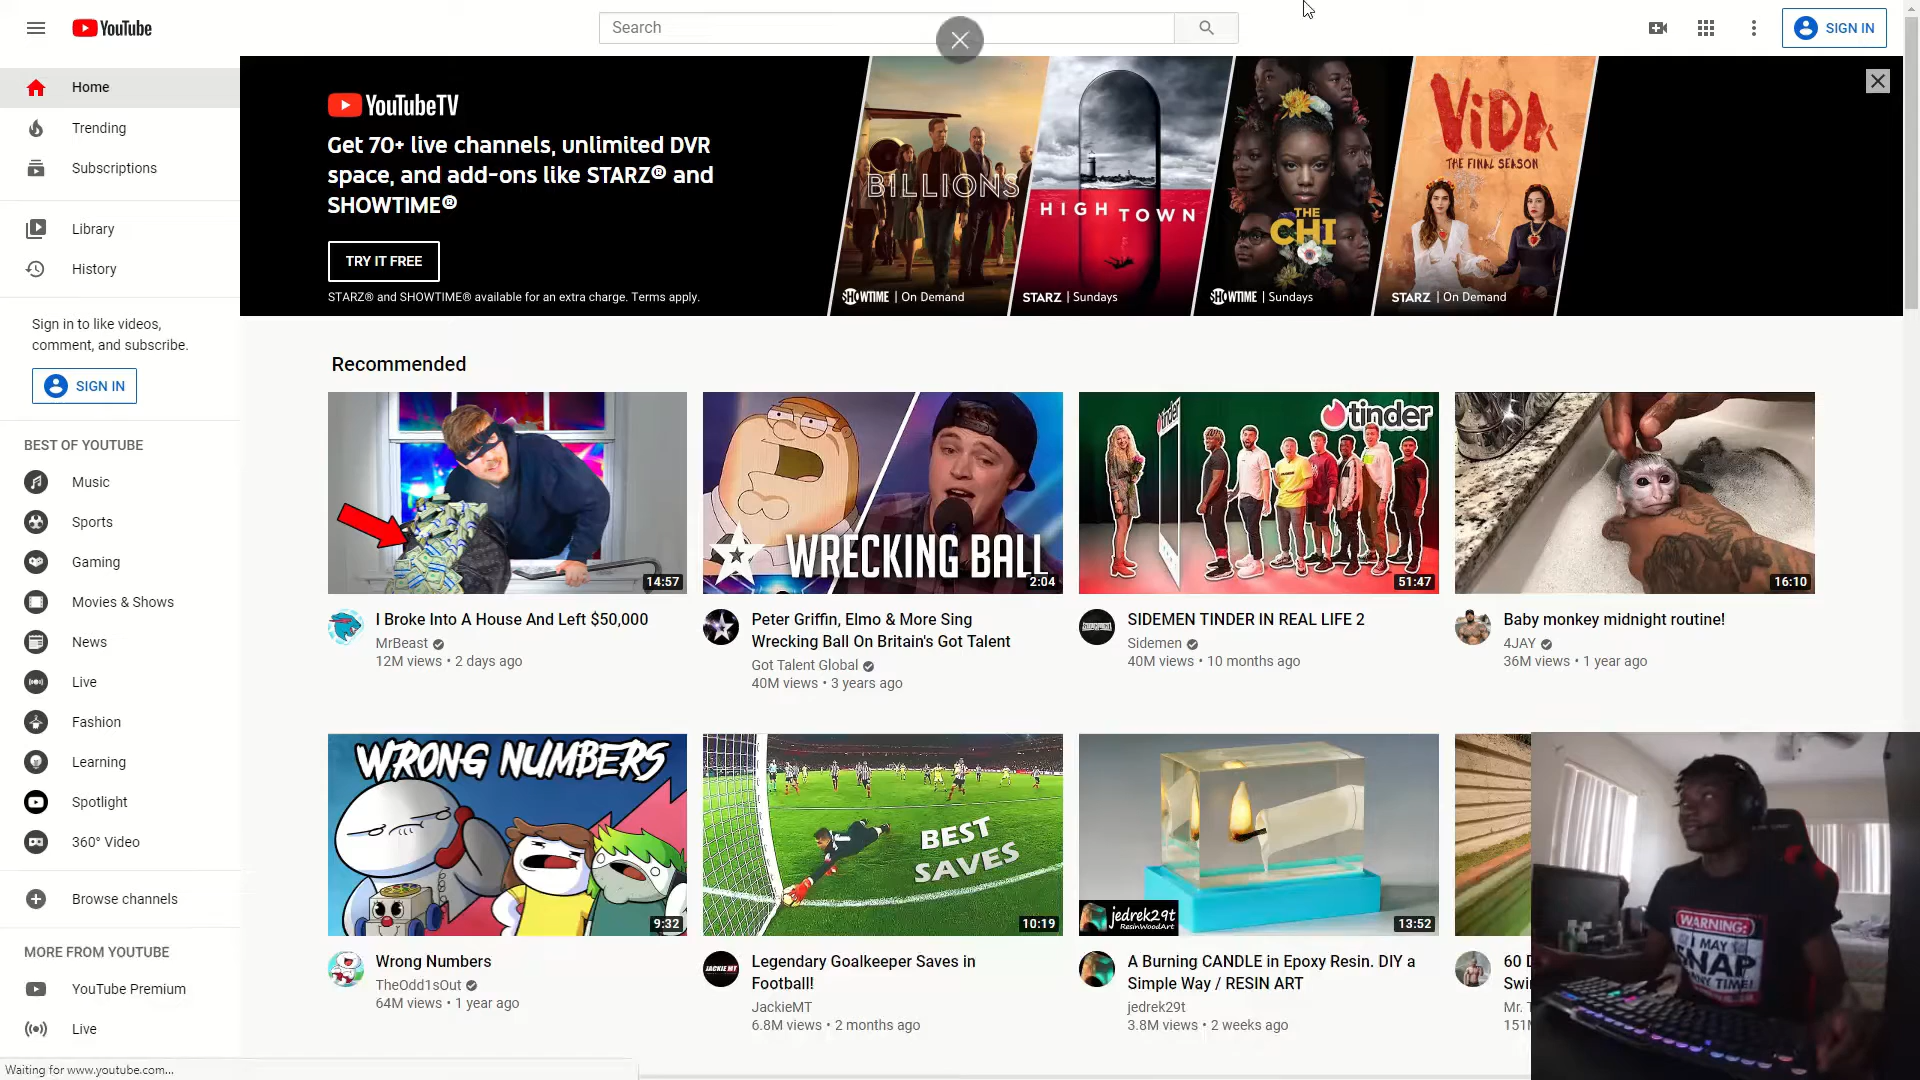 YouTube
Search
SIGN IN
Home
Trending
Subscriptions
Library
History
Sign in to like videos,
comment, and subscribe.
SIGN IN
BEST OF YOUTUBE
Music
Sports
Gaming
Movies & Shows
News
Live
Fashion
Learning
Spotlight
360° Video
Browse channels
MORE FROM YOUTUBE
YouTube Premium
Live
Waiting for www.youtube.com...
YouTubeTV
Get 70+ live channels, unlimited DVR
space, and add-ons like STARZ® and
SHOWTIME®
TRY IT FREE
STARZ® and SHOWTIME® available for an extra charge. Terms apply.
BILLIONS
SHOWTIME | On Demand
HIGH TOWN
STARZ | Sundays
THE
CHI
SHOWTIME | Sundays
ViDA
THE FINAL SEASON
STARZ | On Demand
Recommended
14:57
I Broke Into A House And Left $50,000
MrBeast
12M views • 2 days ago
WRECKING BALL
2:04
Peter Griffin, Elmo & More Sing
Wrecking Ball On Britain's Got Talent
Got Talent Global
40M views • 3 years ago
tinder
tinder
51:47
SIDEMEN TINDER IN REAL LIFE 2
Sidemen
40M views • 10 months ago
16:10
Baby monkey midnight routine!
4JAY
36M views • 1 year ago
WRONG NUMBERS
9:32
Wrong Numbers
TheOdd1sOut
64M views • 1 year ago
BEST
SAVES
10:19
JACKIE MT
Legendary Goalkeeper Saves in
Football!
JackieMT
6.8M views • 2 months ago
jedrek29t
ResinWoodArt
13:52
A Burning CANDLE in Epoxy Resin. DIY a
Simple Way / RESIN ART
jedrek29t
3.8M views • 2 weeks ago
60
Swi
Mr.
151
WARNING:
I MAY
SNAP
ANY TIME!